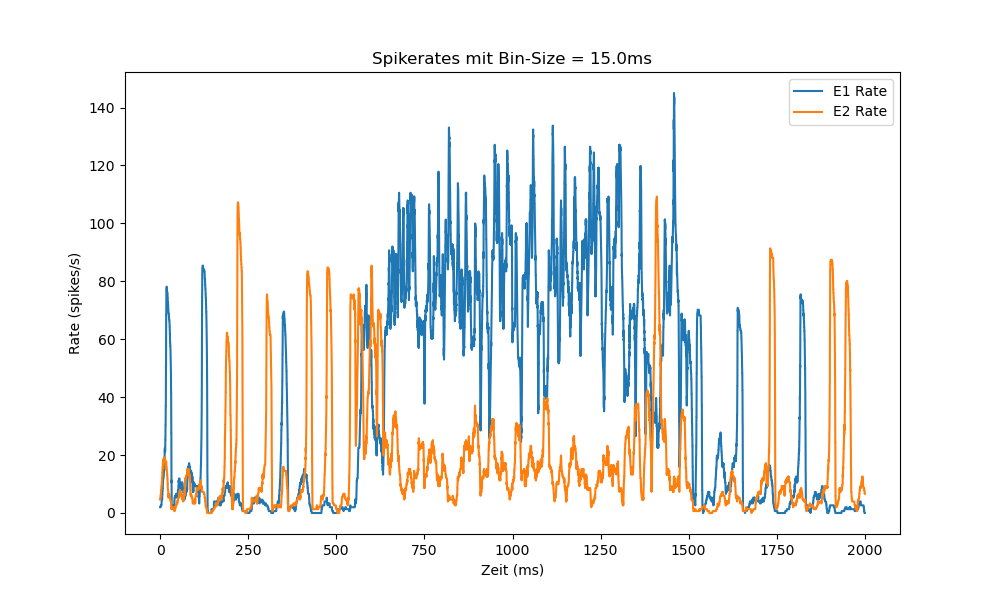 Spikerates mit Bin-Size = 15.0ms
E1 Rate
E2 Rate
Rate (spikes/s)
140
120
100
80
60
40
20
0
0 250 500 750 1000 1250 1500 1750 2000
Zeit (ms)